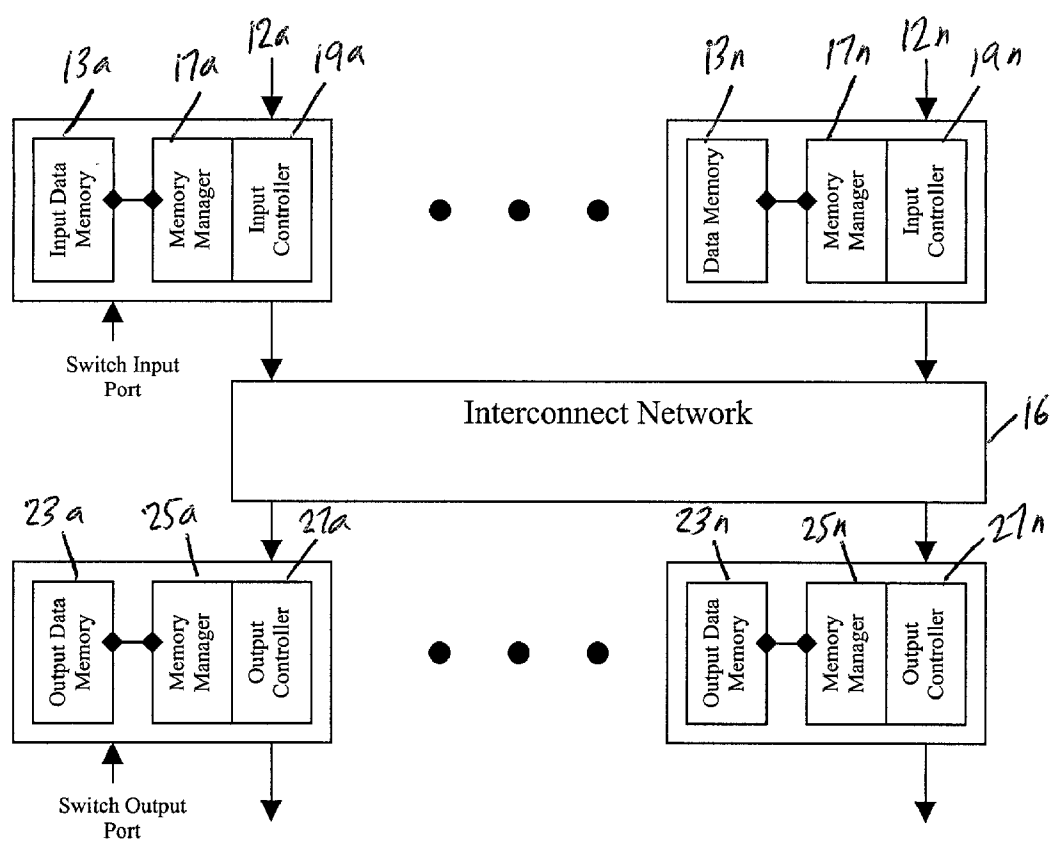 12a
12n
13a
17a
19a
13n
17n
19n
Input Data
Memory
Memory
Manager
Input
Controller
Data Memory
Memory
Manager
Input
Controller
Switch Input
Port
Interconnect Network
16
23a
25a
27a
23n
25n
27n
Output Data
Memory
Memory
Manager
Output
Controller
Output Data
Memory
Memory
Manager
Output
Controller
Switch Output
Port